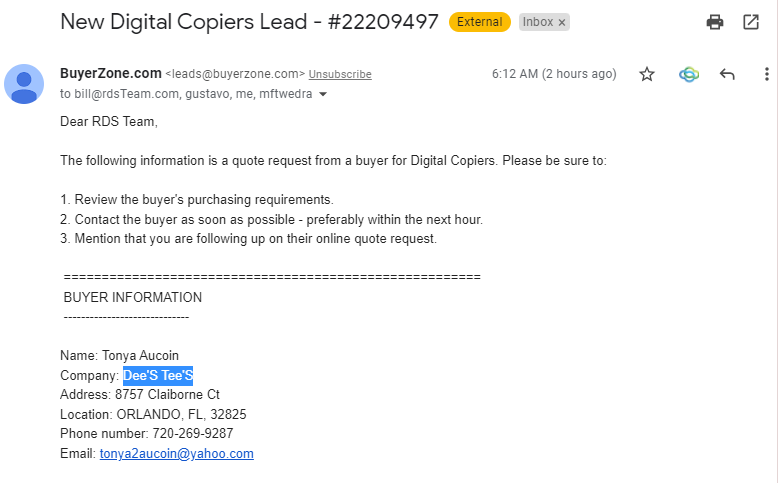 New Digital Copiers Lead - #22209497 External Inbox ×
BuyerZone.com <leads@buyerzone.com> Unsubscribe 6:12 AM (2 hours ago)
to bill@rdsTeam.com, gustavo, me, mftwedra
Dear RDS Team,
The following information is a quote request from a buyer for Digital Copiers. Please be sure to:
1. Review the buyer's purchasing requirements.
2. Contact the buyer as soon as possible - preferably within the next hour.
3. Mention that you are following up on their online quote request.
=======================================================
BUYER INFORMATION
-----------------------------
Name: Tonya Aucoin
Company: Dee'S Tee'S
Address: 8757 Claiborne Ct
Location: ORLANDO, FL, 32825
Phone number: 720-269-9287
Email: tonya2aucoin@yahoo.com